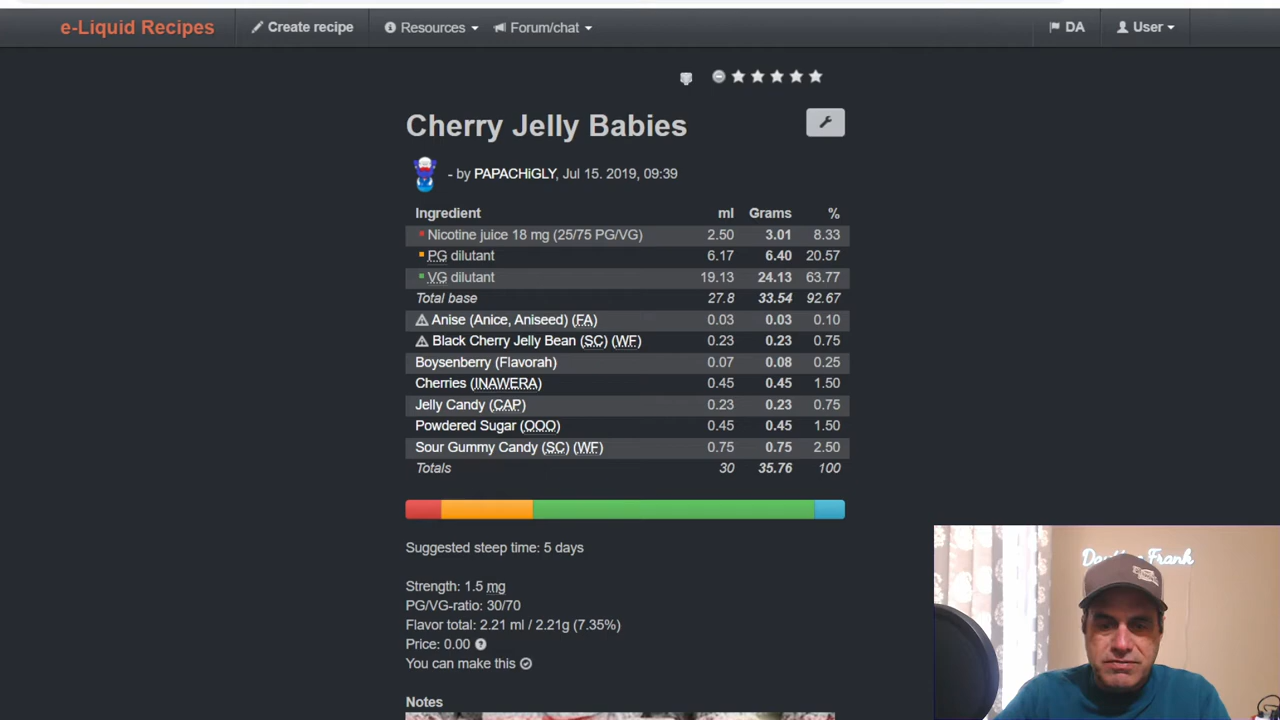 e-Liquid Recipes Create recipe Resources Forum/chat DA User
Cherry Jelly Babies
- by PAPACHiGLY, Jul 15. 2019, 09:39
Ingredient ml Grams %
Nicotine juice 18 mg (25/75 PG/VG) 2.50 3.01 8.33
PG dilutant 6.17 6.40 20.57
VG dilutant 19.13 24.13 63.77
Total base 27.8 33.54 92.67
Anise (Anice, Aniseed) (FA) 0.03 0.03 0.10
Black Cherry Jelly Bean (SC) (WF) 0.23 0.23 0.75
Boysenberry (Flavorah) 0.07 0.08 0.25
Cherries (INAWERA) 0.45 0.45 1.50
Jelly Candy (CAP) 0.23 0.23 0.75
Powdered Sugar (OOO) 0.45 0.45 1.50
Sour Gummy Candy (SC) (WF) 0.75 0.75 2.50
Totals 30 35.76 100
Suggested steep time: 5 days
Strength: 1.5 mg
PG/VG-ratio: 30/70
Flavor total: 2.21 ml / 2.21g (7.35%)
Price: 0.00
You can make this
Notes
Frank